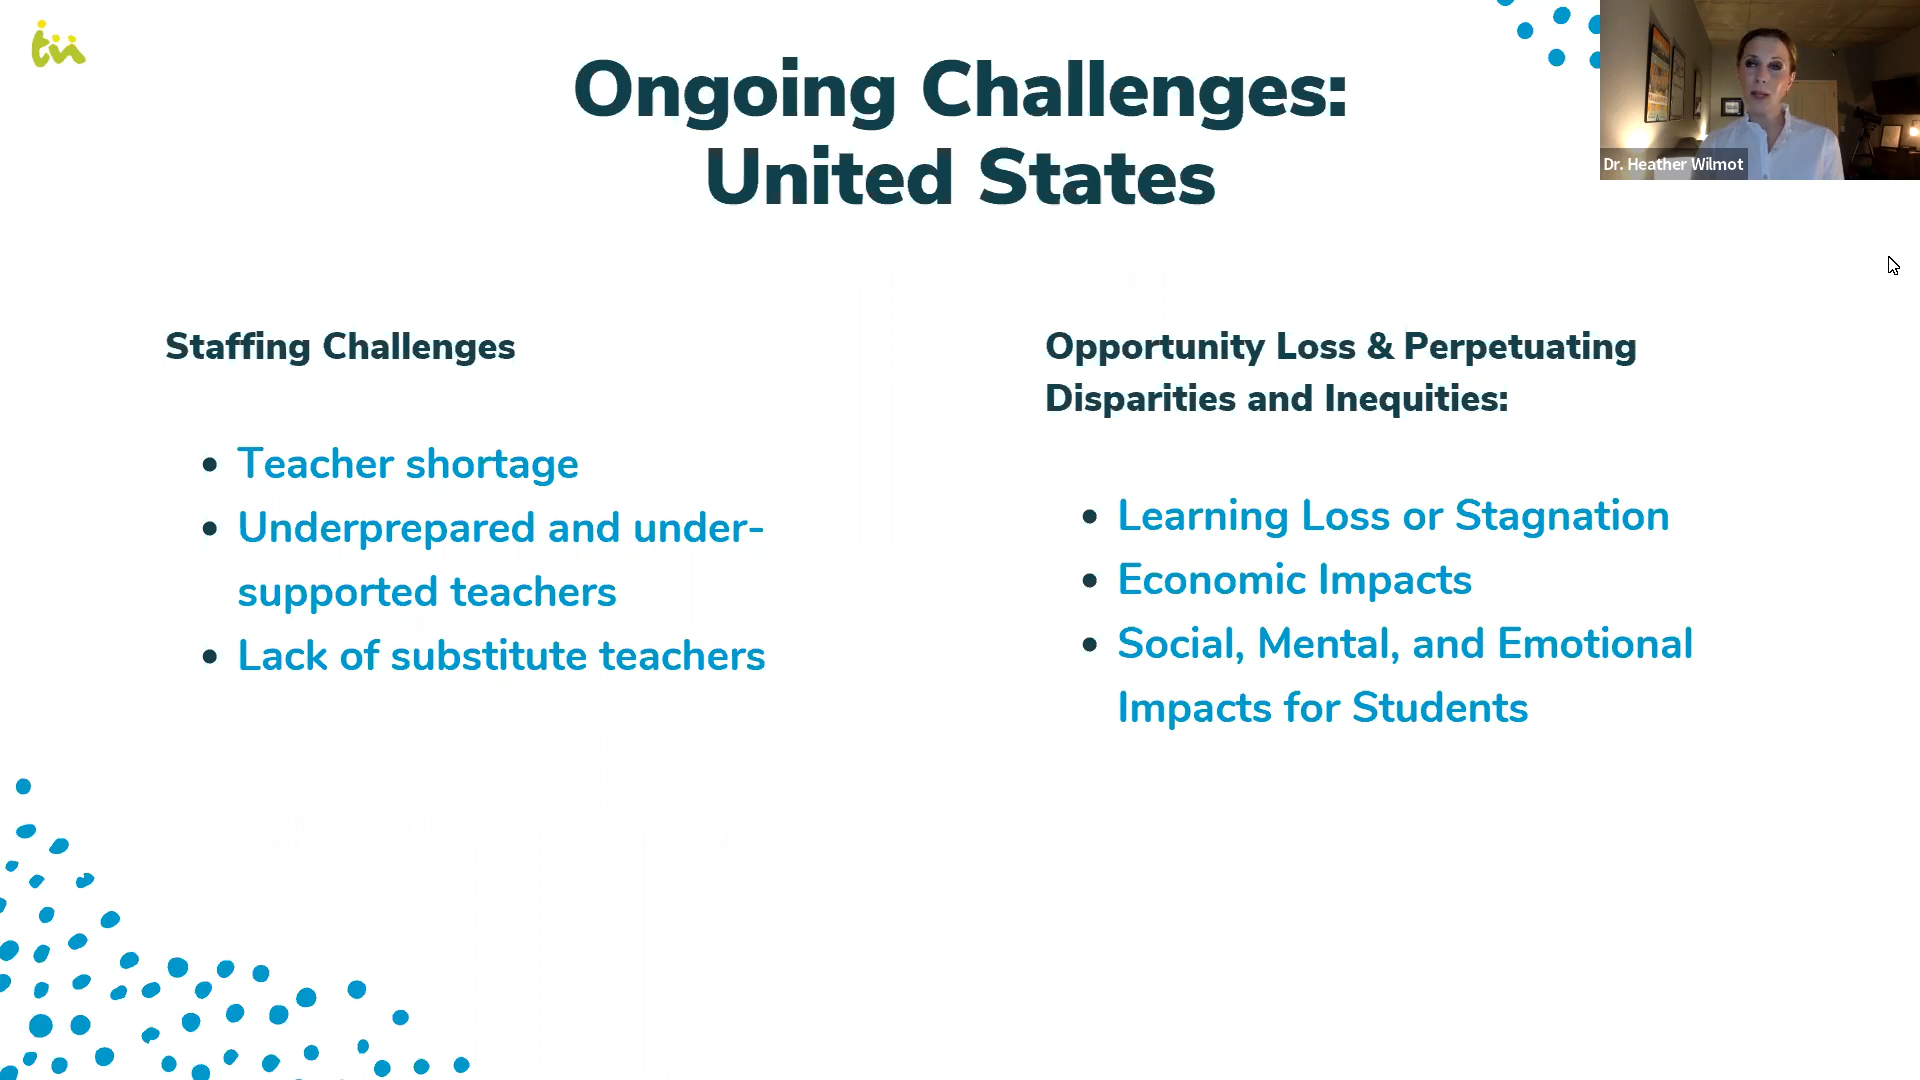 Ongoing Challenges:
United States
Dr. Heather Wilmot
Staffing Challenges
Teacher shortage
Underprepared and under-
supported teachers
Lack of substitute teachers
Opportunity Loss & Perpetuating
Disparities and Inequities:
Learning Loss or Stagnation
Economic Impacts
Social, Mental, and Emotional
Impacts for Students